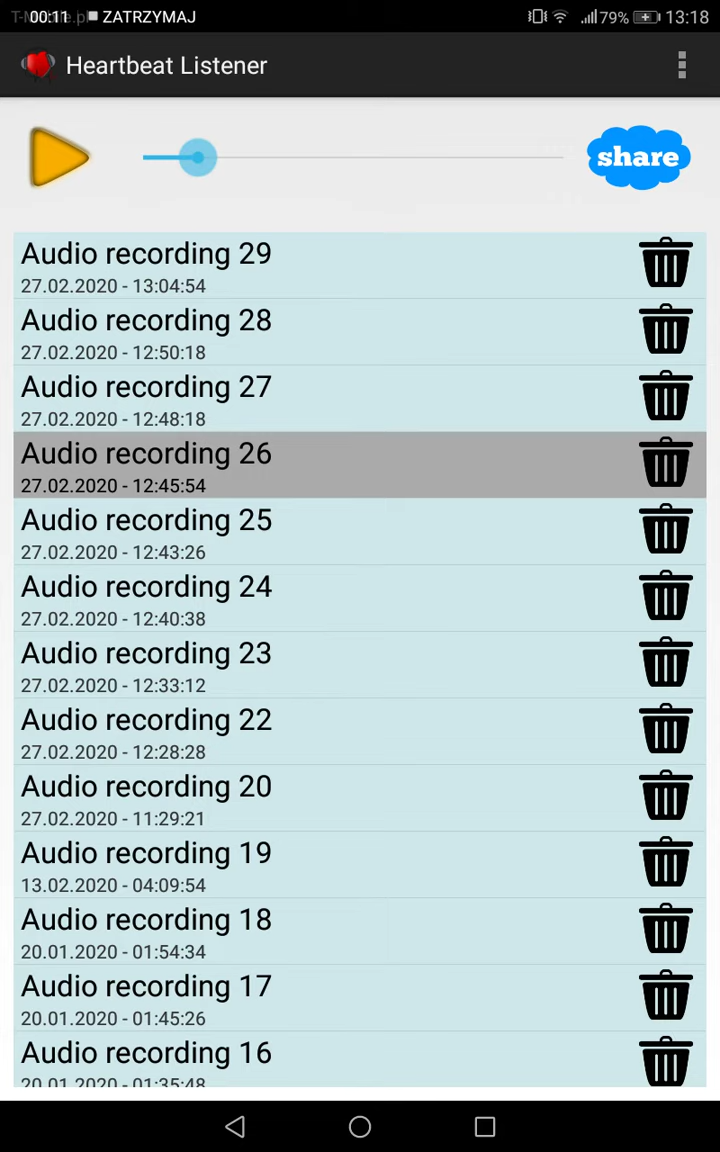 00:11 ZATRZYMAJ 79% 13:18
Heartbeat Listener
share
Audio recording 29
27.02.2020 - 13:04:54
Audio recording 28
27.02.2020 - 12:50:18
Audio recording 27
27.02.2020 - 12:48:18
Audio recording 26
27.02.2020 - 12:45:54
Audio recording 25
27.02.2020 - 12:43:26
Audio recording 24
27.02.2020 - 12:40:38
Audio recording 23
27.02.2020 - 12:33:12
Audio recording 22
27.02.2020 - 12:28:28
Audio recording 20
27.02.2020 - 11:29:21
Audio recording 19
13.02.2020 - 04:09:54
Audio recording 18
20.01.2020 - 01:54:34
Audio recording 17
20.01.2020 - 01:45:26
Audio recording 16
20.01.2020 - 01:35:48